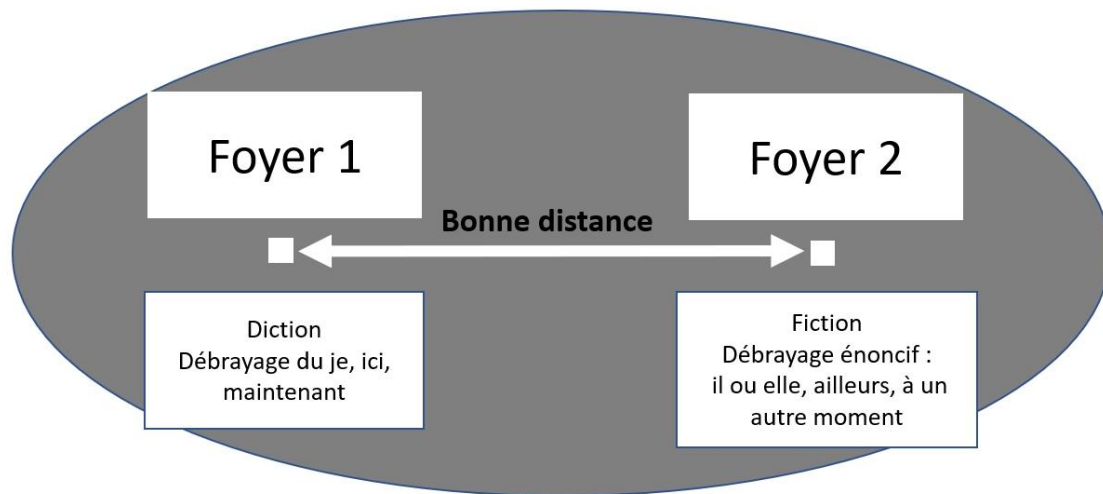 Foyer 1
Foyer 2
Bonne distance
Diction
Débrayage du je, ici,
maintenant
Fiction
Débrayage énoncif :
il ou elle, ailleurs, à un
autre moment